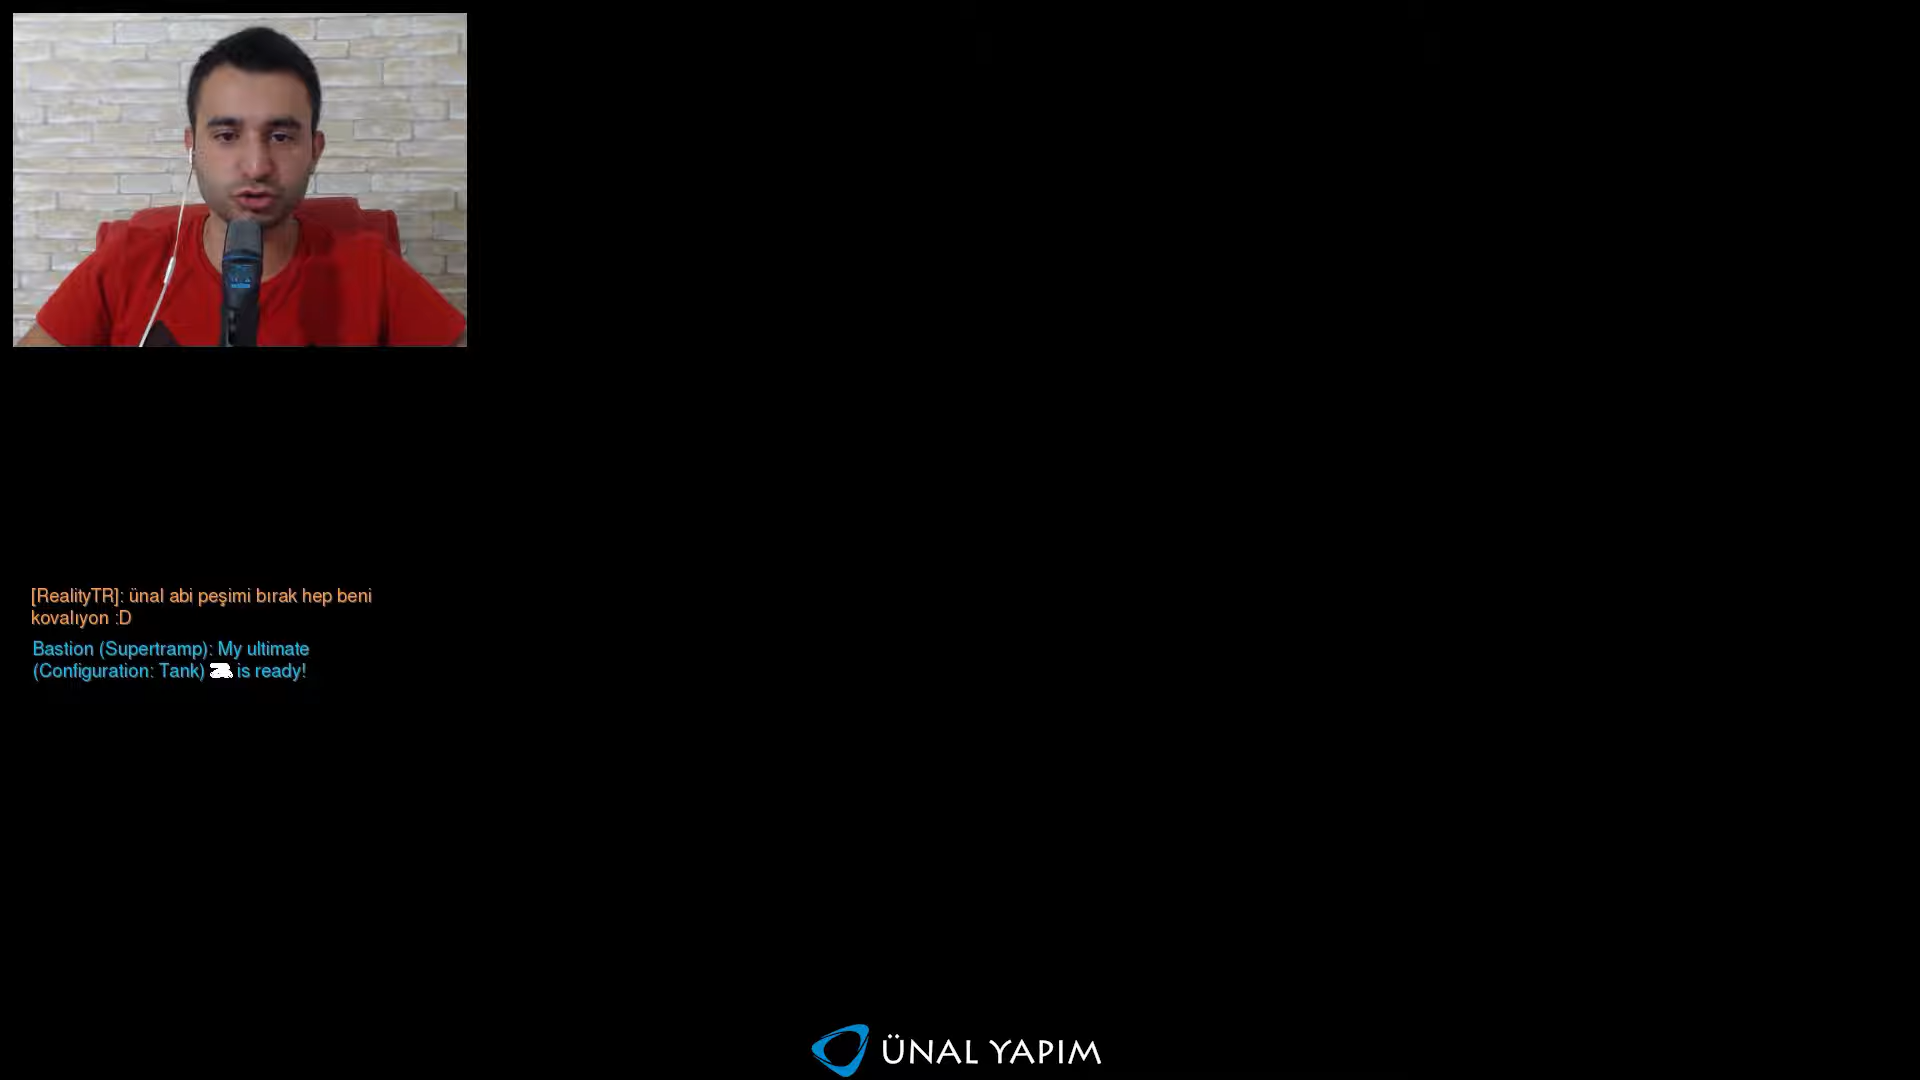 [RealityTR]: ünal abi peşimi bırak hep beni
kovalıyon :D
Bastion (Supertramp): My ultimate
(Configuration: Tank) is ready!
ÜNAL YAPIM